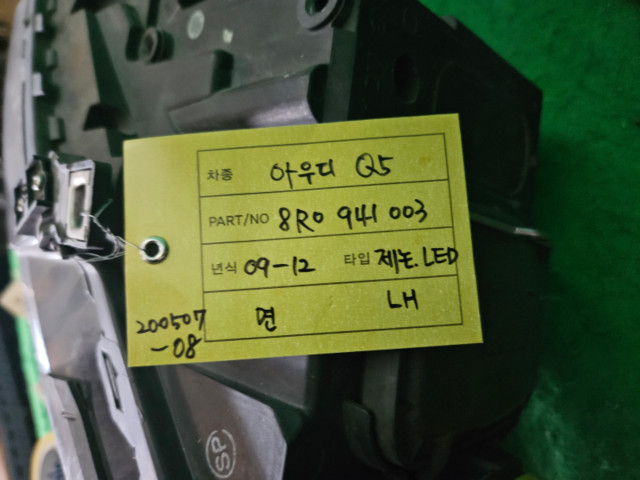 차종 아우디 Q5
PART/NO 8R0 941 003
년식 09-12 타입 제논.LED
면 LH
200507
-08
SP